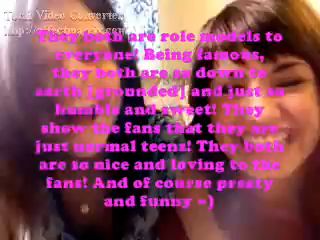 They both are role models to
everyone! Being famous,
they both are so down to
earth [grounded] and just so
humble and sweet! They
show the fans that they are
just normal teens! They both
are so nice and loving to the
fans! And of course pretty
and funny =)